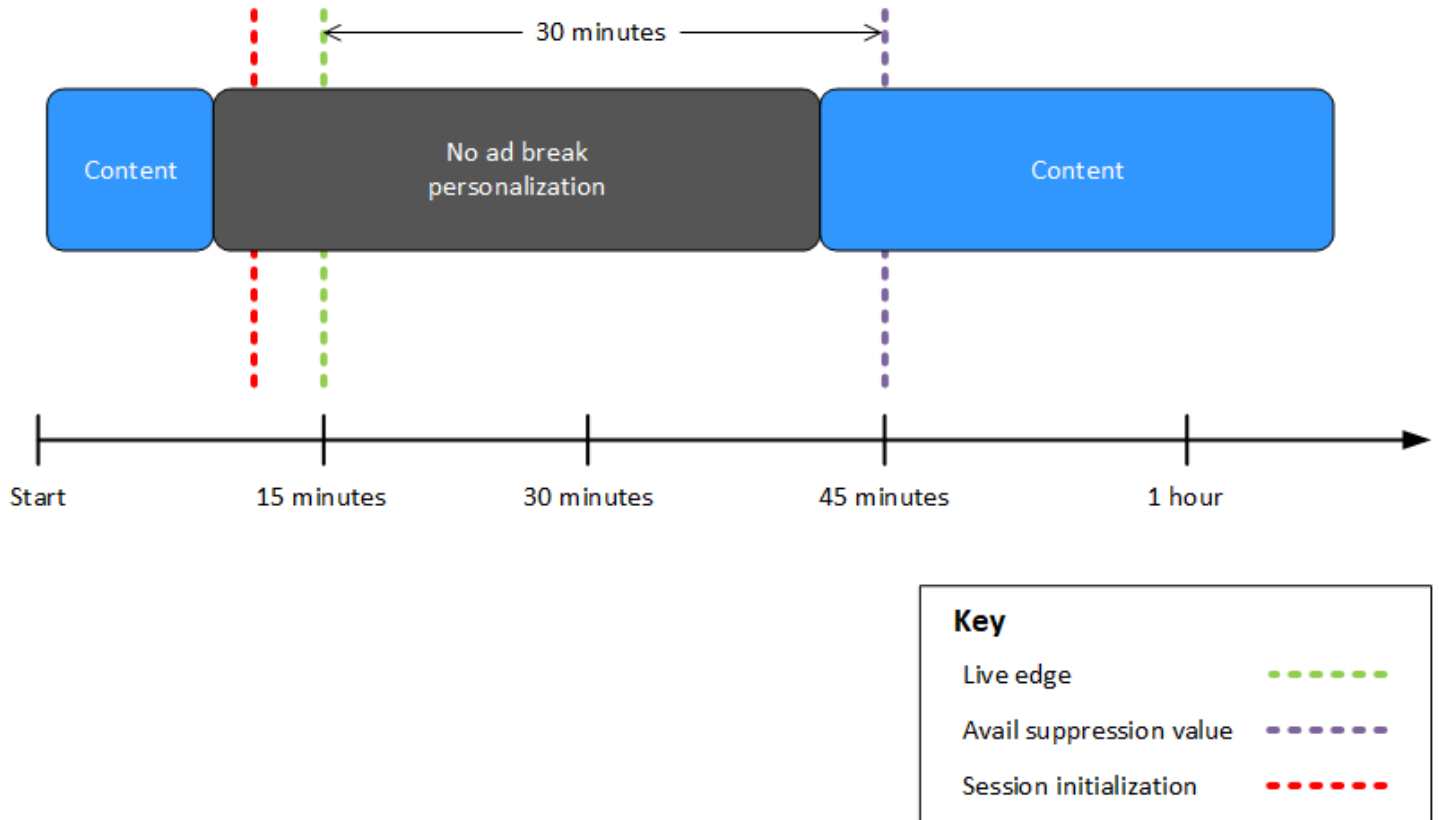 30 minutes
Content
No ad break
personalization
Content
Start
15 minutes
30 minutes
45 minutes
1 hour
Key
Live edge
Avail suppression value
Session initialization